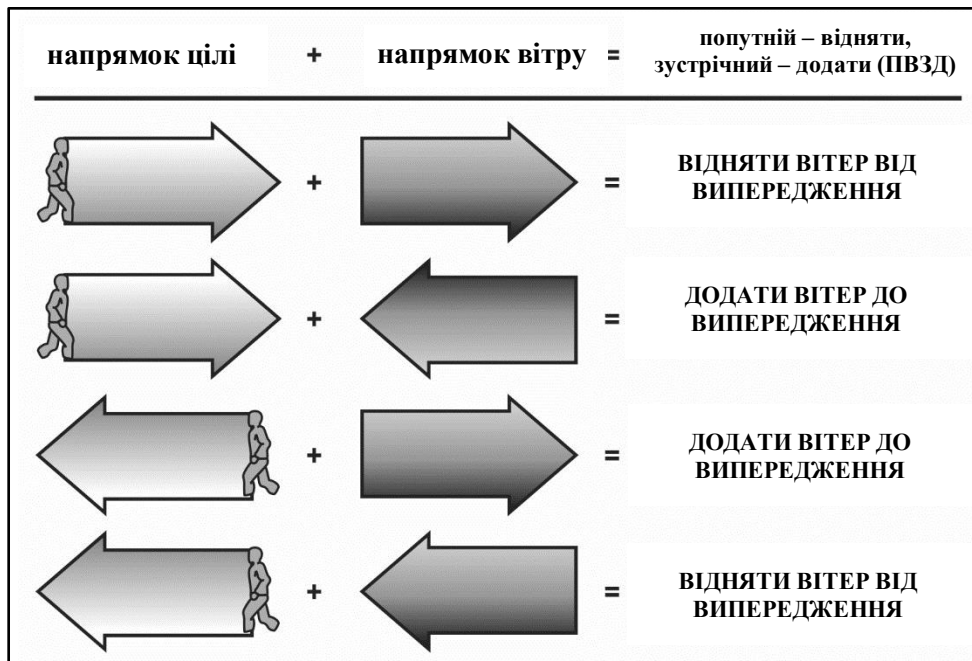 напрямок цілі + напрямок вітру = попутній – відняти,
зустрічний – додати (ПВЗД)
+ = ВІДНЯТИ ВІТЕР ВІД
ВИПЕРЕДЖЕННЯ
+ = ДОДАТИ ВІТЕР ДО
ВИПЕРЕДЖЕННЯ
+ = ДОДАТИ ВІТЕР ДО
ВИПЕРЕДЖЕННЯ
+ = ВІДНЯТИ ВІТЕР ВІД
ВИПЕРЕДЖЕННЯ